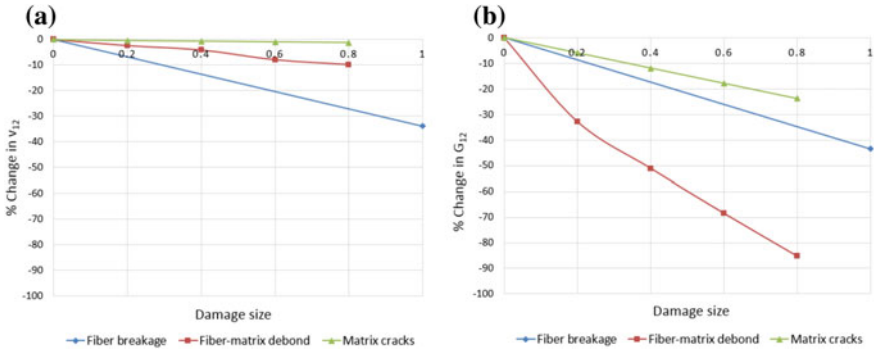 (a)
0
0 0.2 0.4 0.6 0.8 1
-10
-20
-30
-40
-50
-60
-70
-80
-90
-100
% Change in ν12
Damage size
Fiber breakage Fiber-matrix debond Matrix cracks
(b)
0
0 0.2 0.4 0.6 0.8 1
-10
-20
-30
-40
-50
-60
-70
-80
-90
-100
% Change in G12
Damage size
Fiber breakage Fiber-matrix debond Matrix cracks